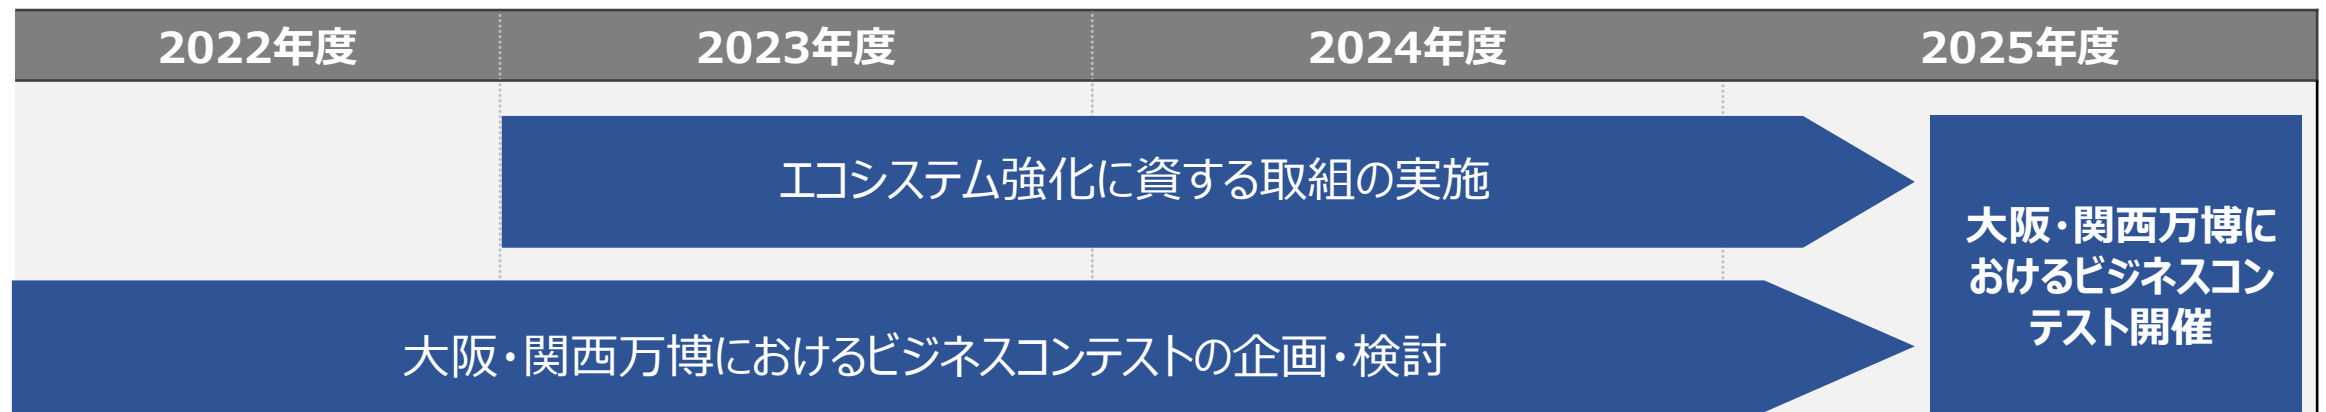 2022年度 2023年度 2024年度 2025年度
エコシステム強化に資する取組の実施
大阪・関西万博におけるビジネスコンテストの企画・検討
大阪・関西万博に
おけるビジネスコン
テスト開催